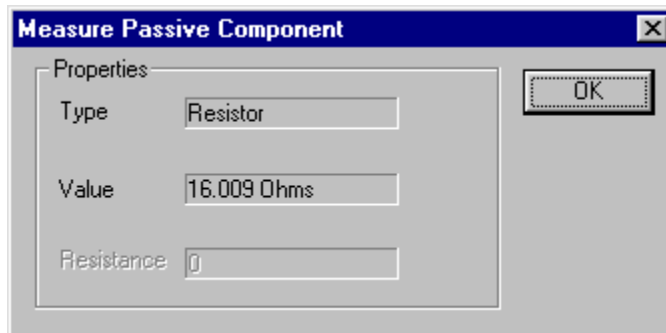 Measure Passive Component
Properties
OK
Type Resistor
Value 16.009 Ohms
Resistance 0